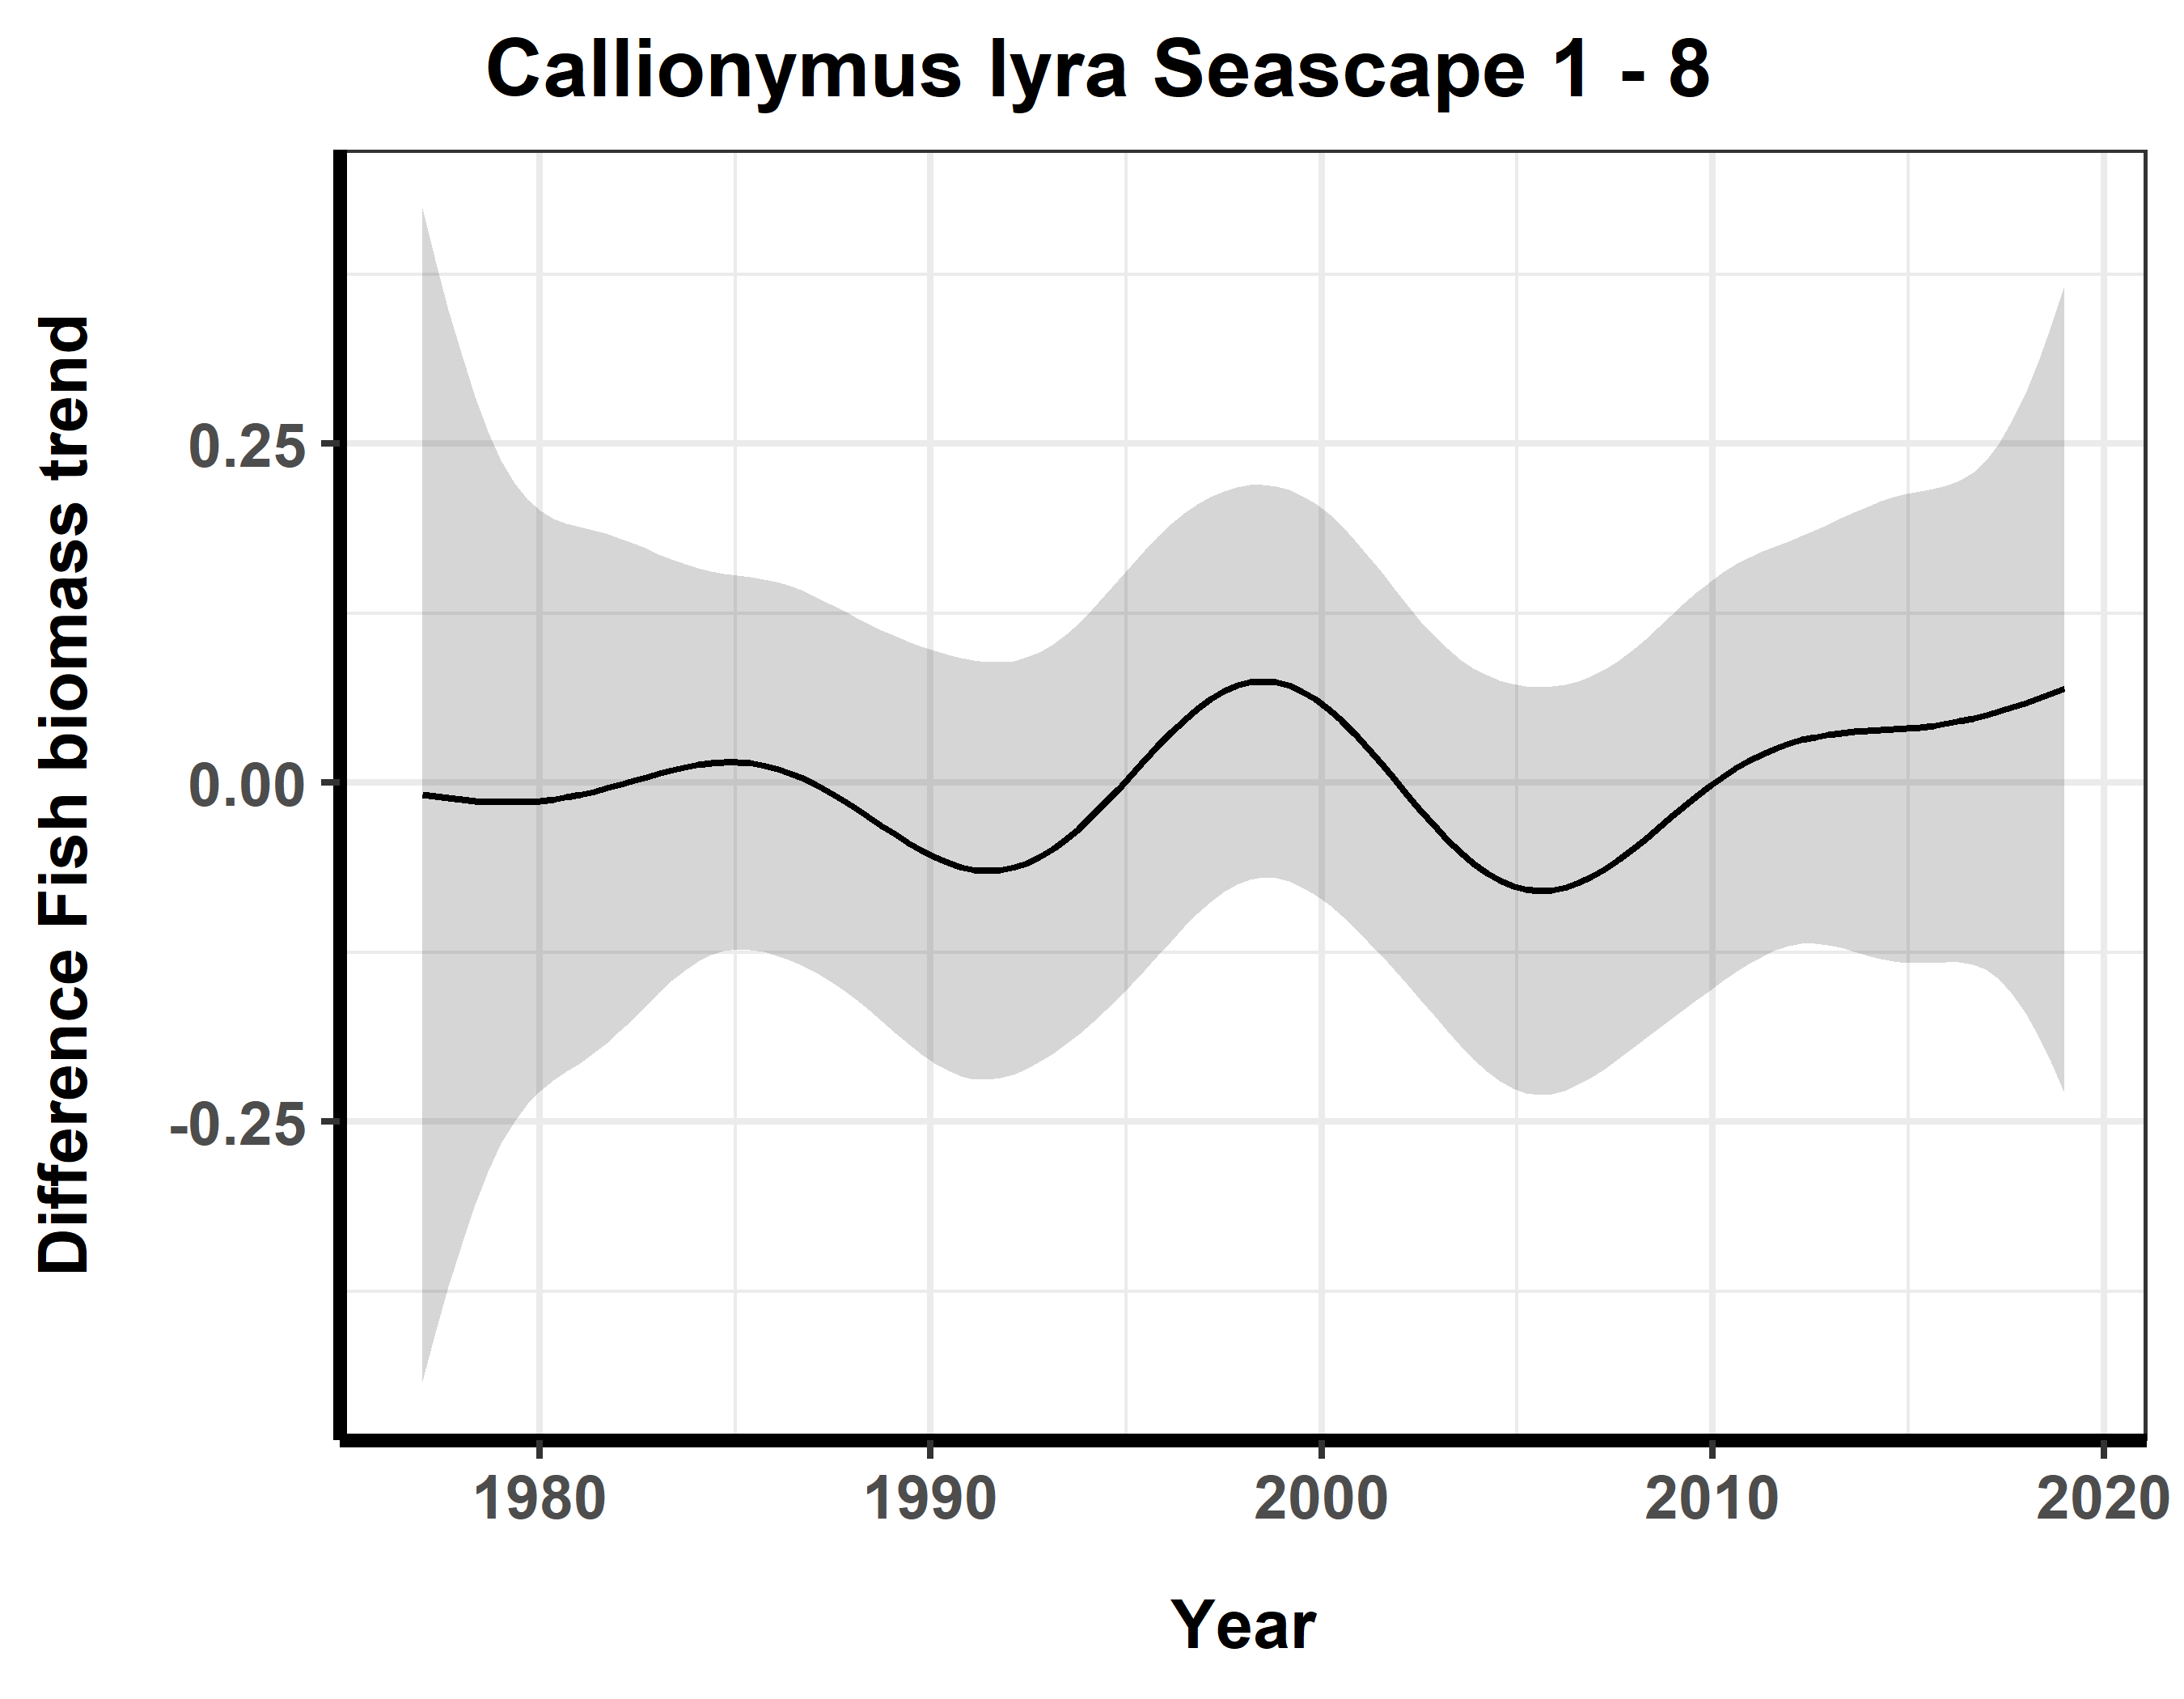 Callionymus lyra Seascape 1 - 8
Difference Fish biomass trend
0.25
0.00
-0.25
1980 1990 2000 2010 2020
Year